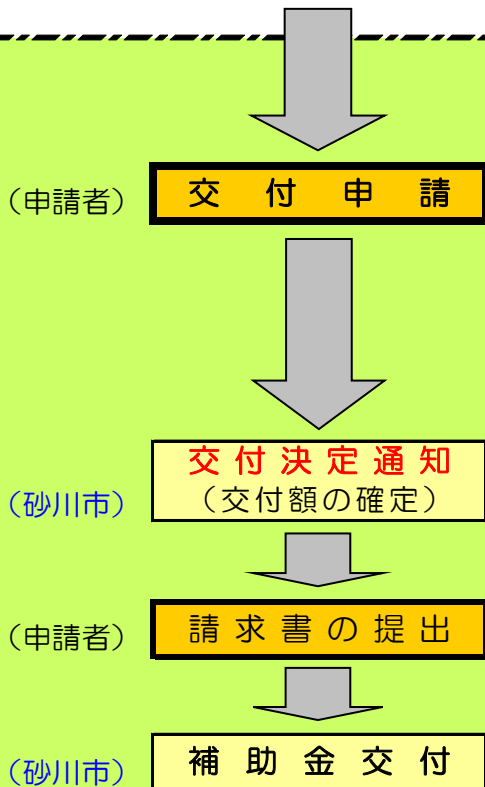 （申請者） 交付申請
交付決定通知
（砂川市） （交付額の確定）
（申請者） 請求書の提出
（砂川市） 補助金交付